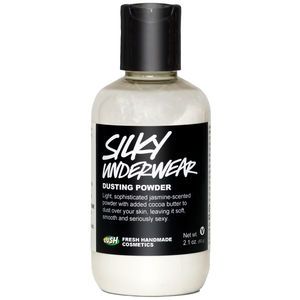 SILKY
UNDERWEAR
DUSTING POWDER
Light, sophisticated jasmine-scented
powder with added cocoa butter to
dust over your skin, leaving it soft,
smooth and seriously sexy.
LUSH FRESH HANDMADE
COSMETICS
Net wt.
2.1 oz.